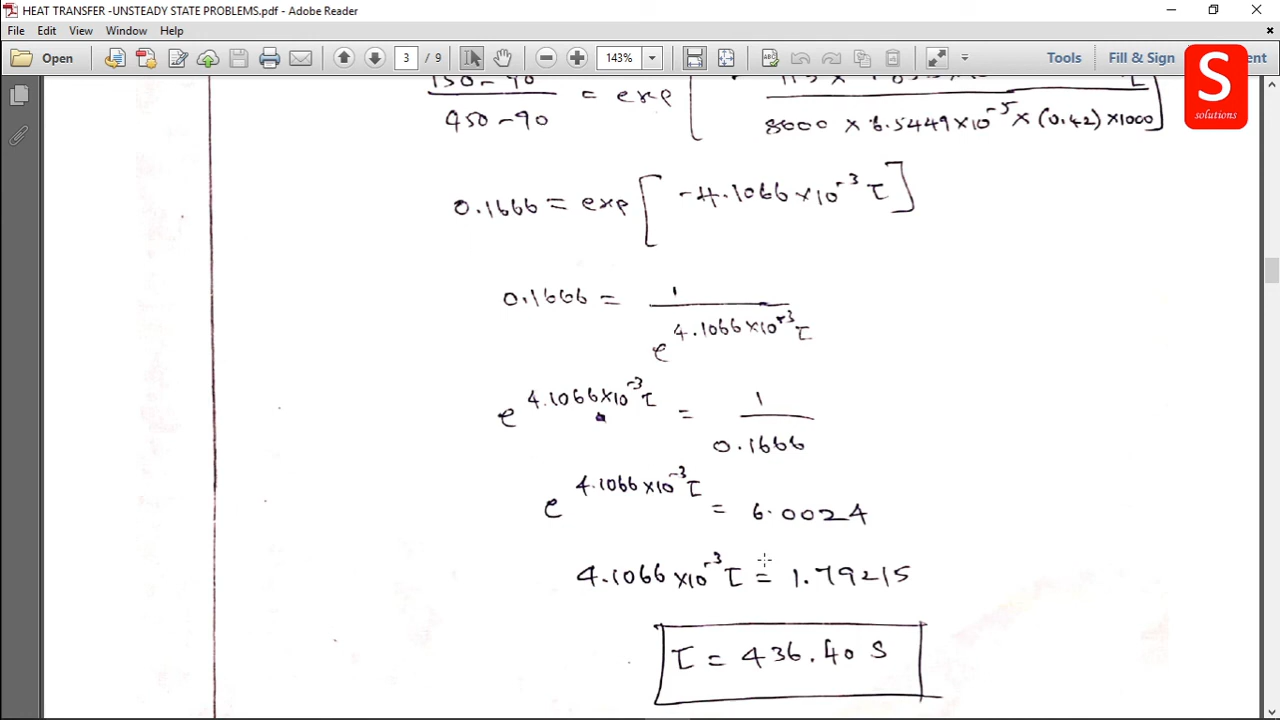 HEAT TRANSFER -UNSTEADY STATE PROBLEMS.pdf - Adobe Reader
File Edit View Window Help
Open 3 / 9 143% Tools Fill & Sign
S
solutions
150-90
450-90
= exp [
8000 × 6.5449×10⁻⁵ × (0.42) ×1000 ]
0.1666 = exp [ -4.1066×10⁻³ τ ]
0.1666 = 1 / e^4.1066×10⁻³ τ
e^4.1066×10⁻³ τ = 1 / 0.1666
e^4.1066×10⁻³ τ = 6.0024
4.1066×10⁻³ τ = 1.79215
τ = 436.40 S